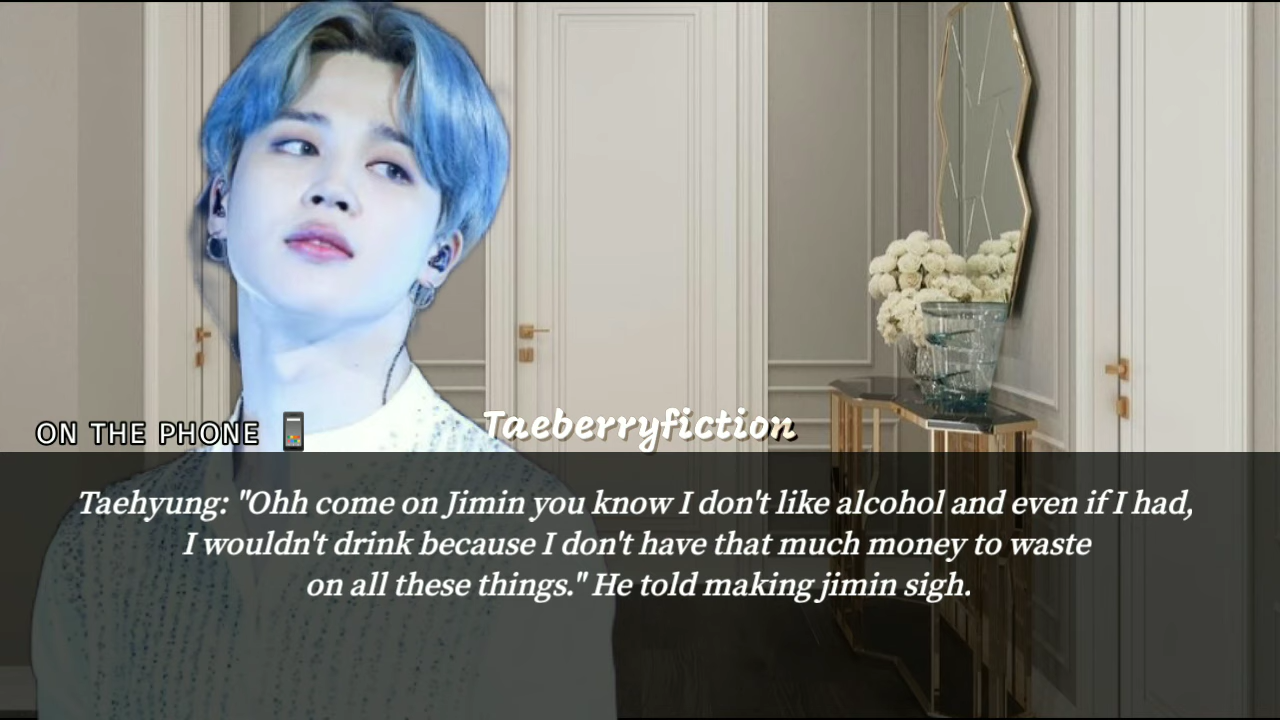 ON THE PHONE
Taeberryfiction
Taehyung: "Ohh come on Jimin you know I don't like alcohol and even if I had,
I wouldn't drink because I don't have that much money to waste
on all these things." He told making jimin sigh.